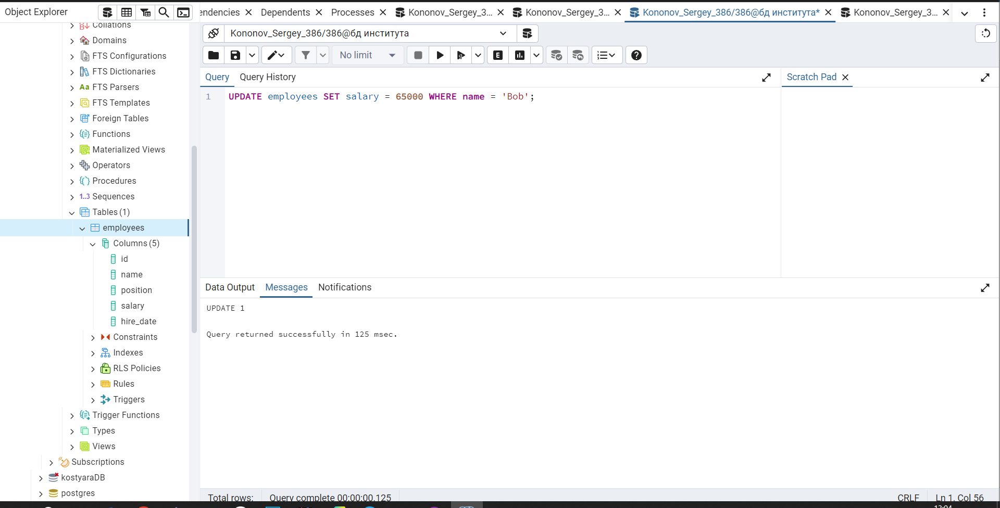 Object Explorer
Collations
Domains
FTS Configurations
FTS Dictionaries
Aa FTS Parsers
FTS Templates
Foreign Tables
Functions
Materialized Views
Operators
Procedures
1..3 Sequences
Tables (1)
employees
Columns (5)
id
name
position
salary
hire_date
Constraints
Indexes
RLS Policies
Rules
Triggers
Trigger Functions
Types
Views
Subscriptions
kostyaraDB
postgres
endencies
Dependents
Processes
Kononov_Sergey_3...
Kononov_Sergey_3...
Kononov_Sergey_386/386@бд института*
Kononov_Sergey_3...
Kononov_Sergey_386/386@бд института
No limit
E
Query
Query History
Scratch Pad
1 UPDATE employees SET salary = 65000 WHERE name = 'Bob';
Data Output
Messages
Notifications
UPDATE 1
Query returned successfully in 125 msec.
Total rows:
Query complete 00:00:00.125
CRLF
Ln 1, Col 56